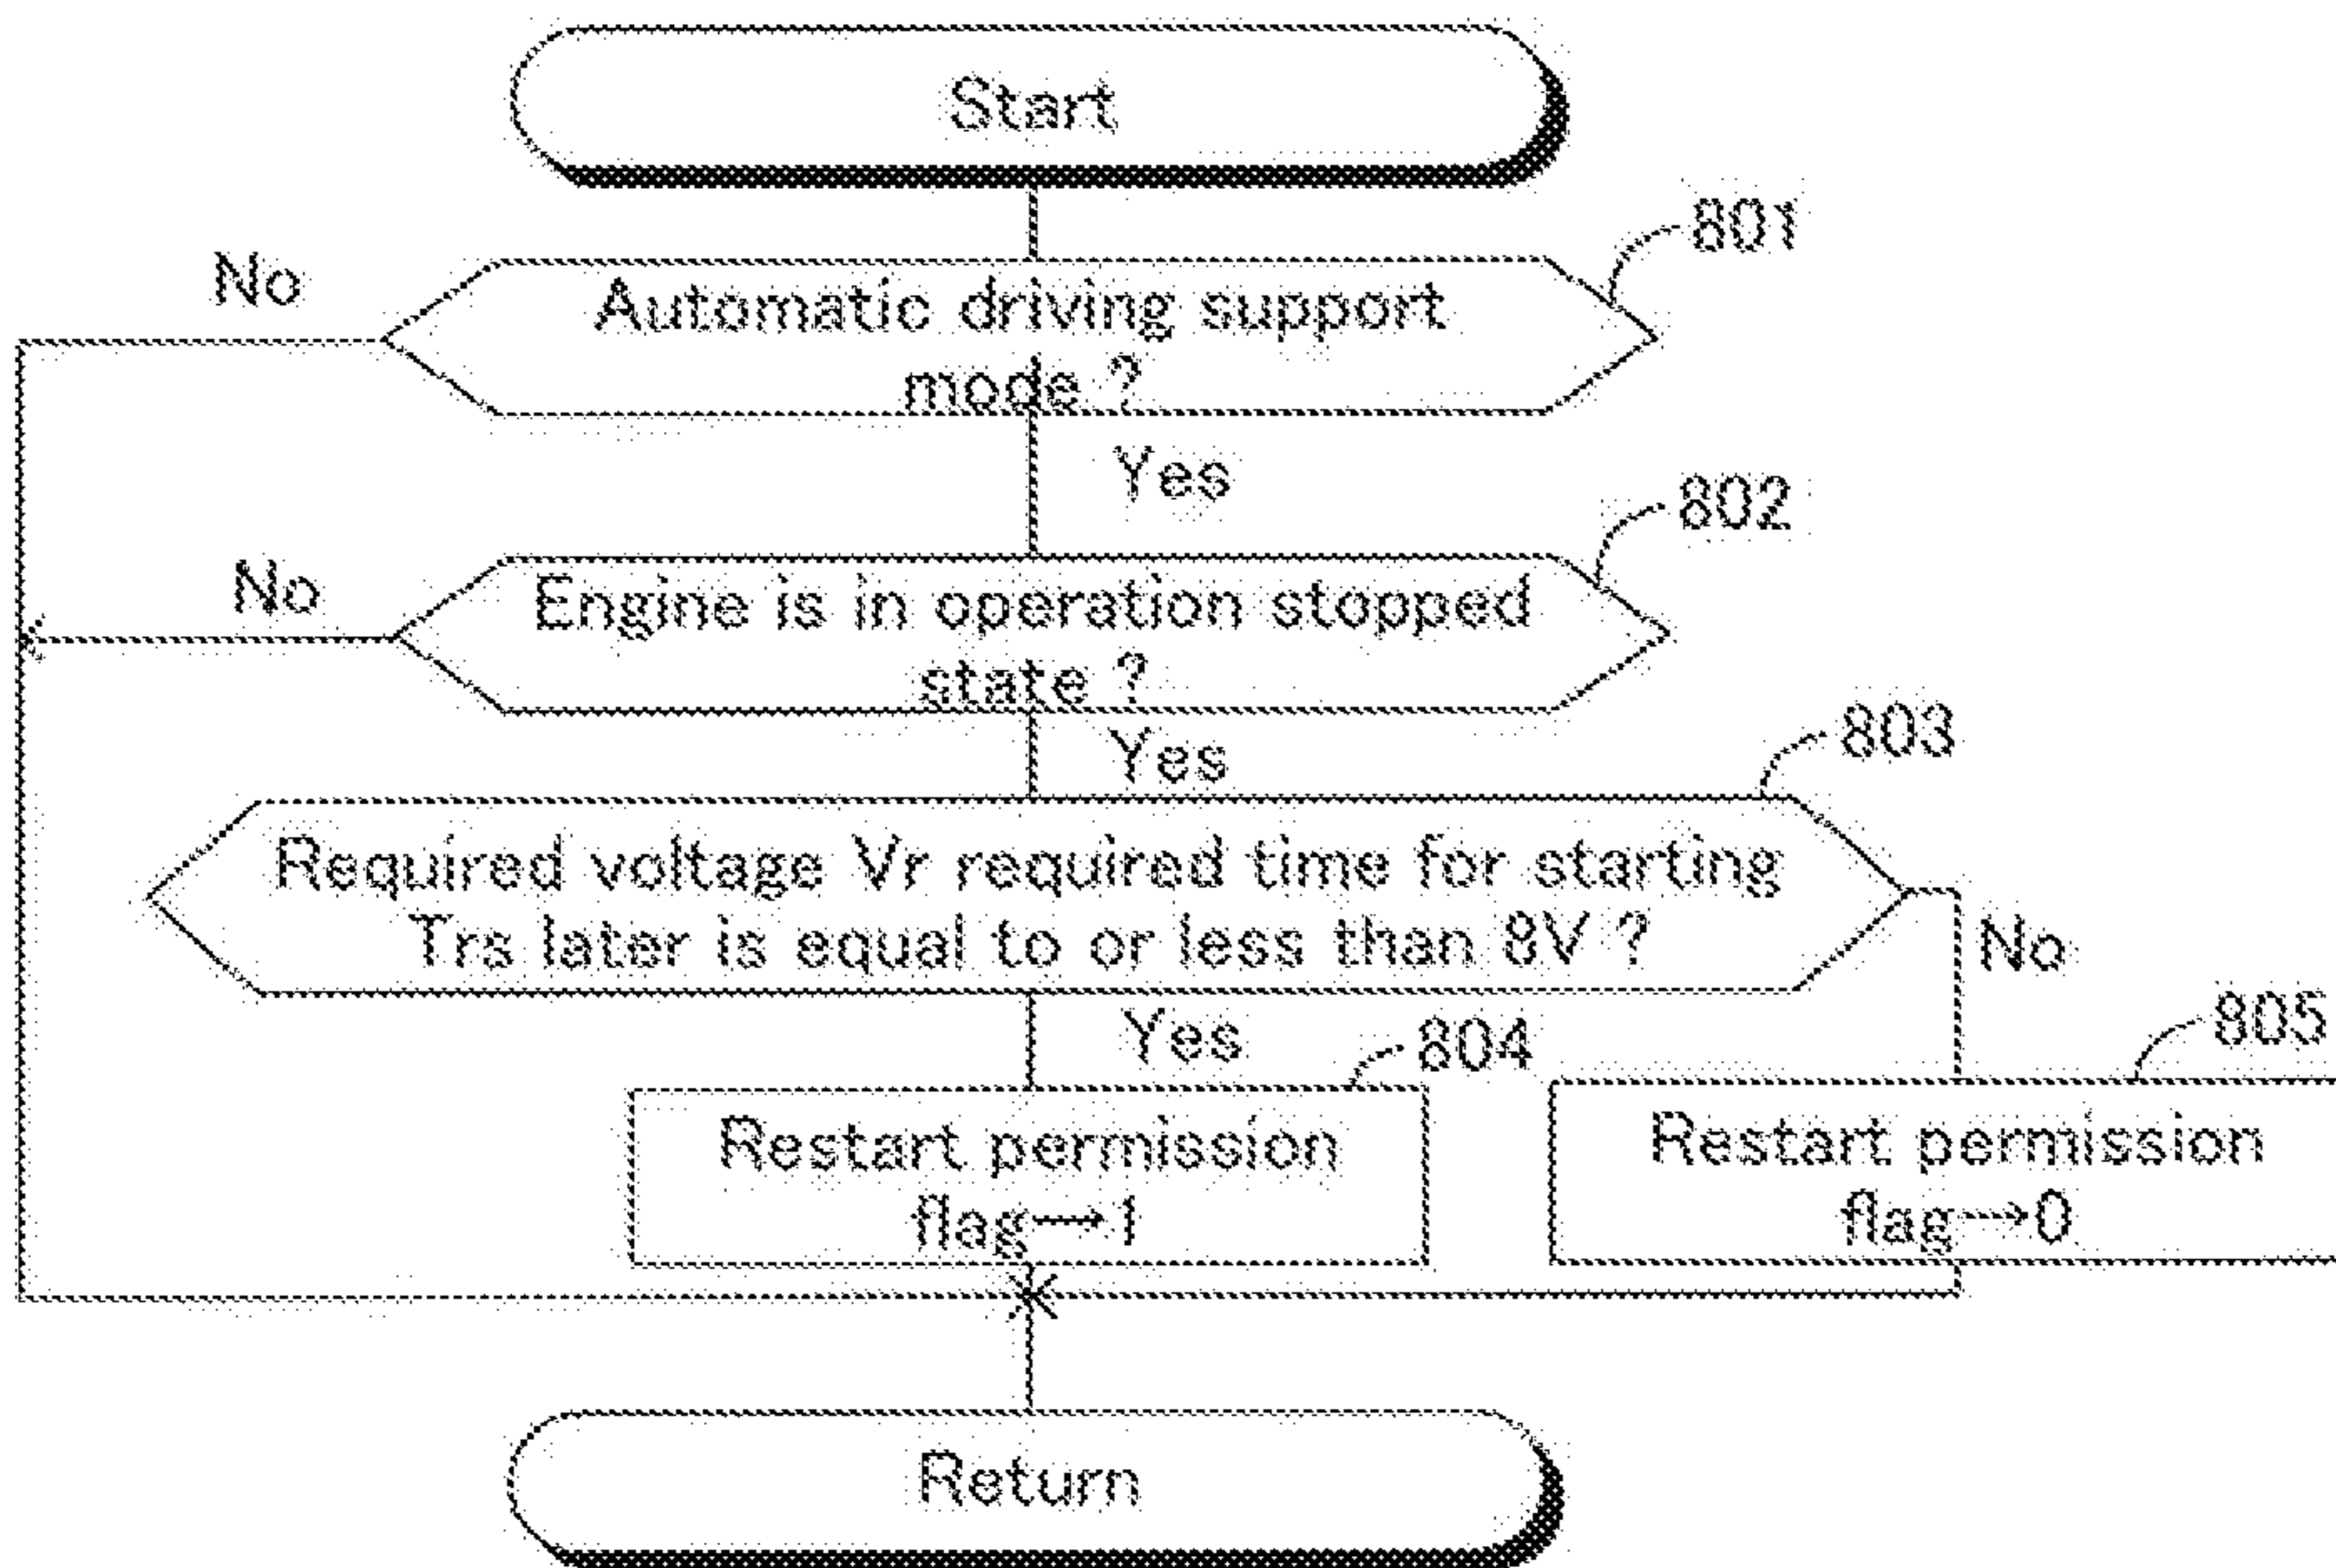 Start
801
No
Automatic driving support
mode ?
Yes
802
No
Engine is in operation stopped
state ?
Yes
803
Required voltage Vr required time for starting
Trs later is equal to or less than 8V ?
No
Yes
804
805
Restart permission
flag→1
Restart permission
flag→0
Return